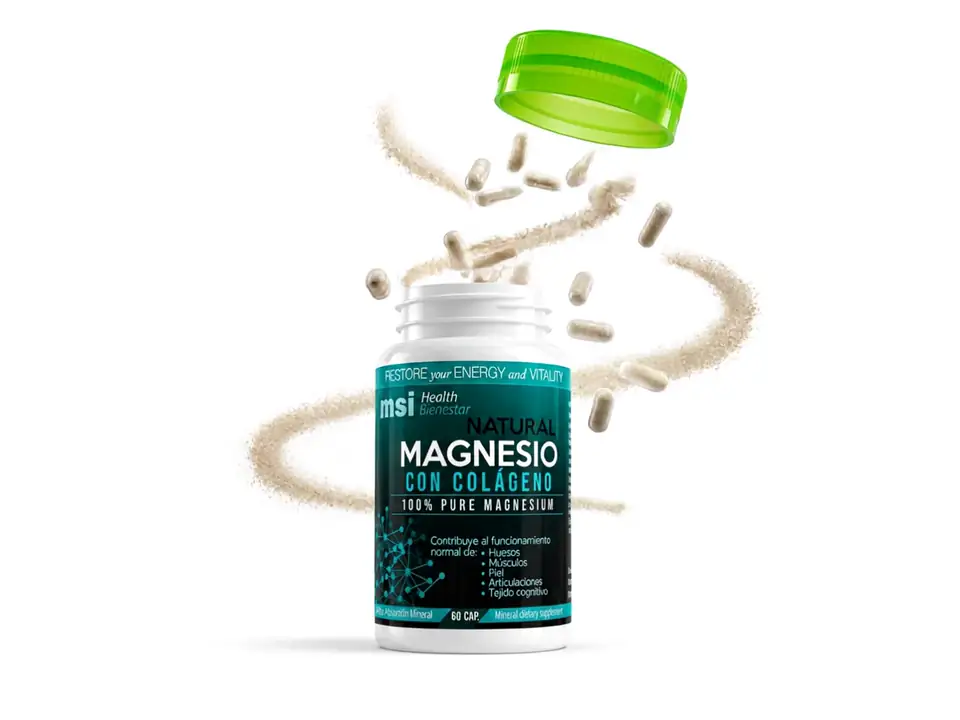 RESTORE your ENERGY and VITALITY
msi Health
Bienestar
NATURAL
MAGNESIO
CON COLÁGENO
100% PURE MAGNESIUM
Contribuye al funcionamiento
normal de: • Huesos
• Músculos
• Piel
• Articulaciones
• Tejido cognitivo
Absorción Mineral 60 CAP. Mineral dietary supplement